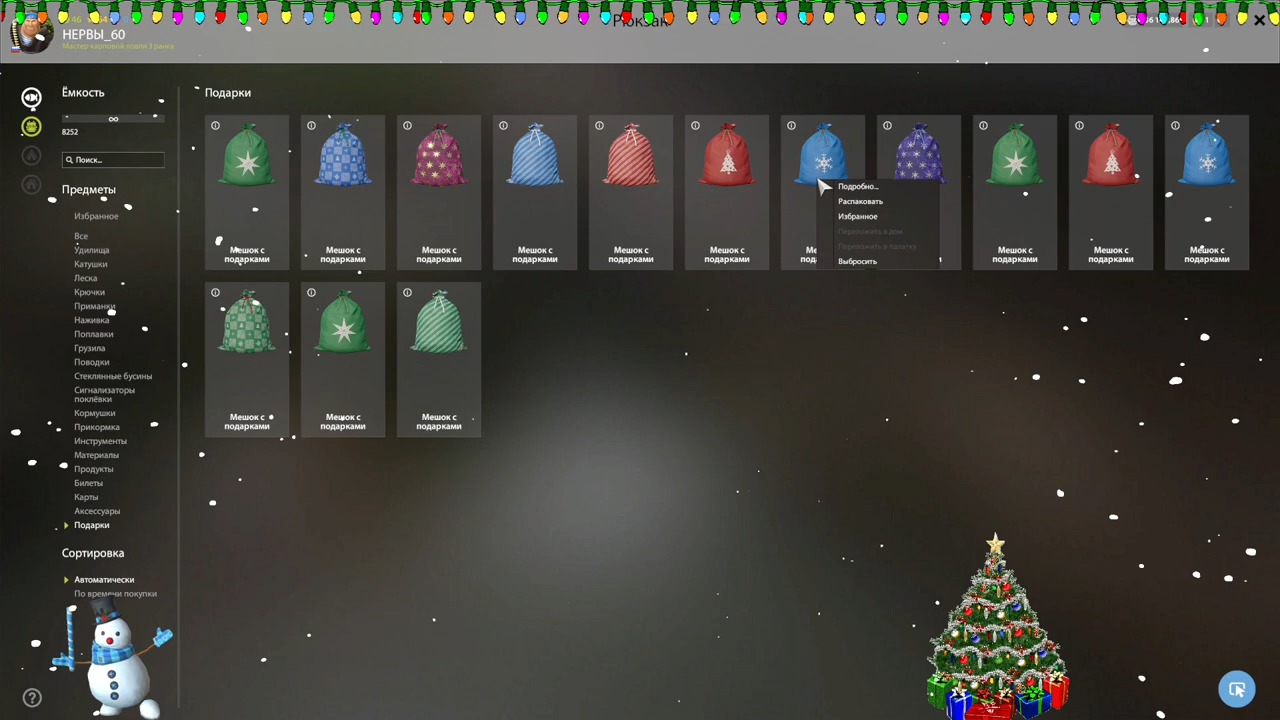 Рюкзак
НЕРВЫ_60
Мастер карповой ловли 3 ранга
Ёмкость
∞
8252
Поиск...
Предметы
Избранное
Все
Удилища
Катушки
Леска
Крючки
Приманки
Наживка
Поплавки
Грузила
Поводки
Стеклянные бусины
Сигнализаторы
поклёвки
Кормушки
Прикормка
Инструменты
Материалы
Продукты
Билеты
Карты
Аксессуары
Подарки
Сортировка
Автоматически
По времени покупки
Подарки
Мешок с
подарками
Мешок с
подарками
Мешок с
подарками
Мешок с
подарками
Мешок с
подарками
Мешок с
подарками
Подробно...
Распаковать
Избранное
Переложить в дом
Переложить в палатку
Выбросить
Мешок с
подарками
Мешок с
подарками
Мешок с
подарками
Мешок с
подарками
Мешок с
подарками
Мешок с
подарками